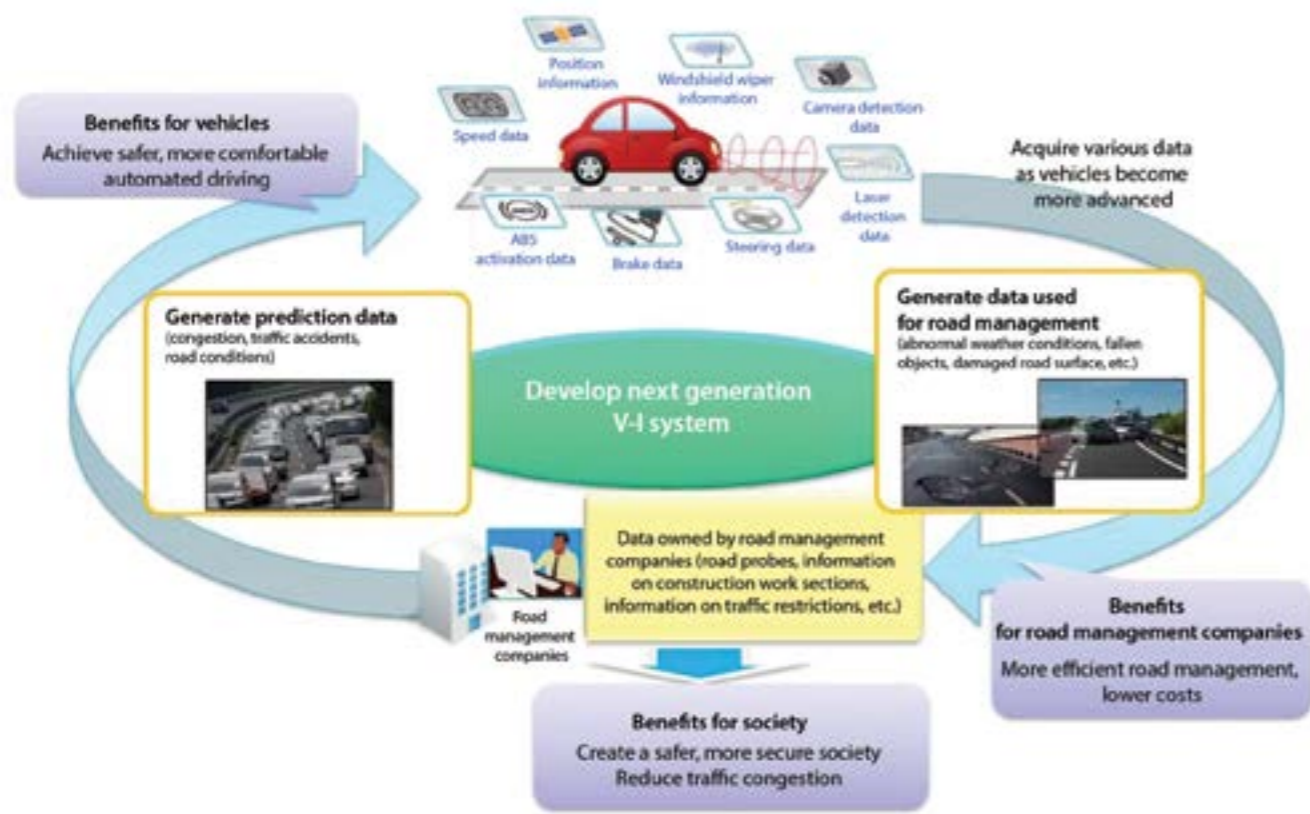 Position
information
Windshield wiper
information
Camera detection
data
Speed data
Laser
detection
data
ABS
activation data
Brake data
Steering data
Benefits for vehicles
Achieve safer, more comfortable
automated driving
Acquire various data
as vehicles become
more advanced
Generate prediction data
(congestion, traffic accidents,
road conditions)
Develop next generation
V-I system
Generate data used
for road management
(abnormal weather conditions, fallen
objects, damaged road surface, etc.)
Road
management
companies
Data owned by road management
companies (road probes, information
on construction work sections,
information on traffic restrictions, etc.)
Benefits
for road management companies
More efficient road management,
lower costs
Benefits for society
Create a safer, more secure society
Reduce traffic congestion